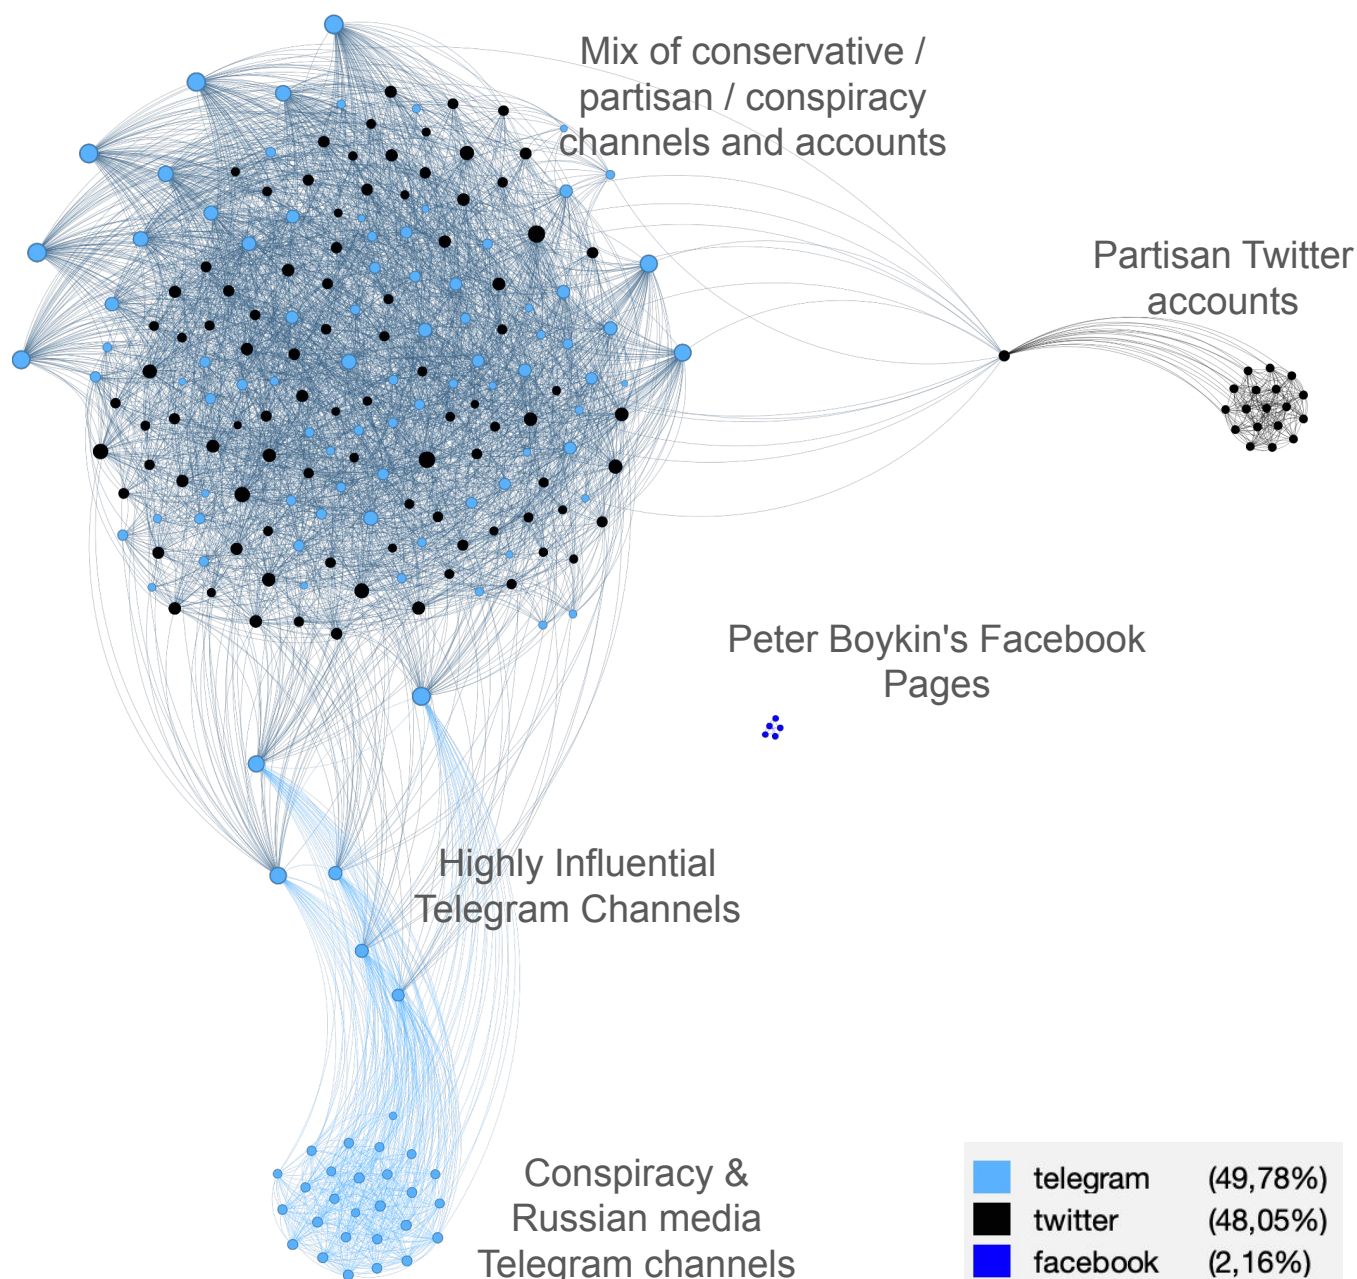 Mix of conservative /
partisan / conspiracy
channels and accounts
Partisan Twitter
accounts
Peter Boykin's Facebook
Pages
Highly Influential
Telegram Channels
Conspiracy &
Russian media
Telegram channels
telegram (49,78%)
twitter (48,05%)
facebook (2,16%)